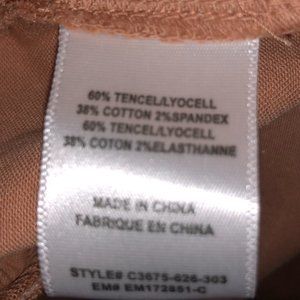 60% TENCEL/LYOCELL
38% COTTON 2%SPANDEX
60% TENCEL/LYOCELL
38% COTON 2%ELASTHANNE
MADE IN CHINA
FABRIQUE EN CHINA
STYLE# C3675-626-303
EM# EM172851-C